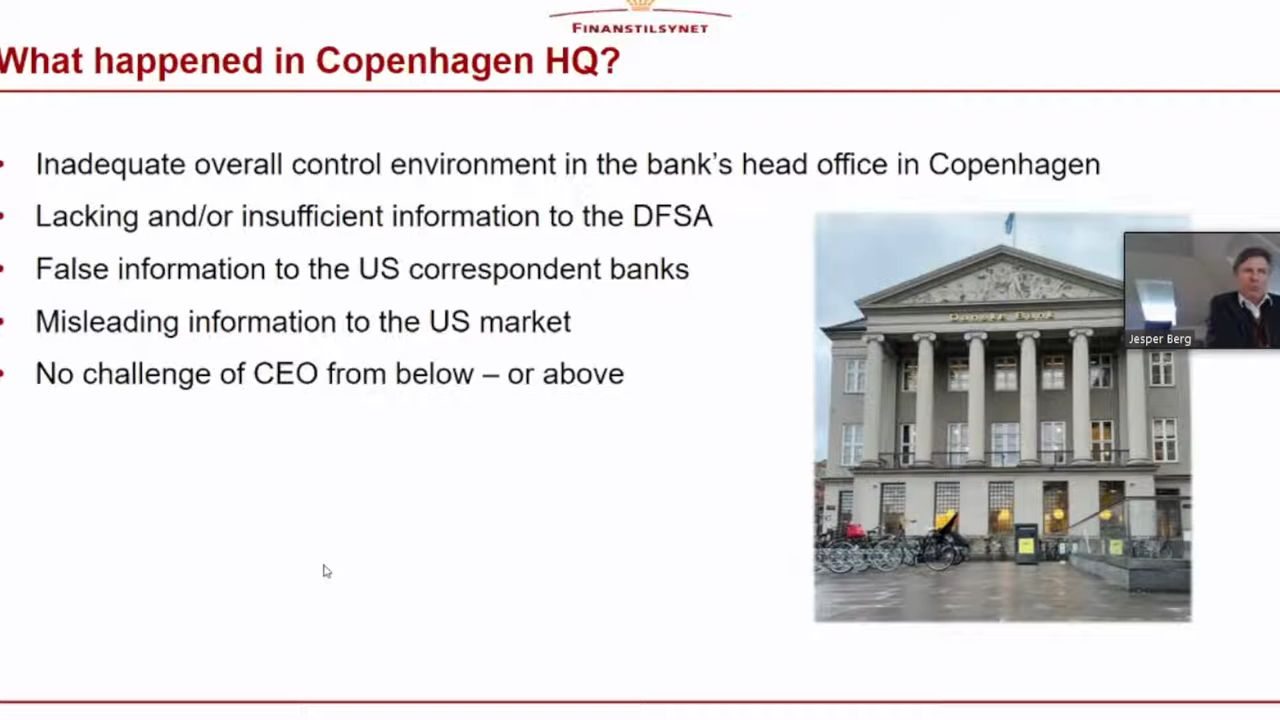 FINANSTILSYNET
What happened in Copenhagen HQ?
• Inadequate overall control environment in the bank’s head office in Copenhagen
• Lacking and/or insufficient information to the DFSA
• False information to the US correspondent banks
• Misleading information to the US market
• No challenge of CEO from below – or above
Danske Bank
Jesper Berg